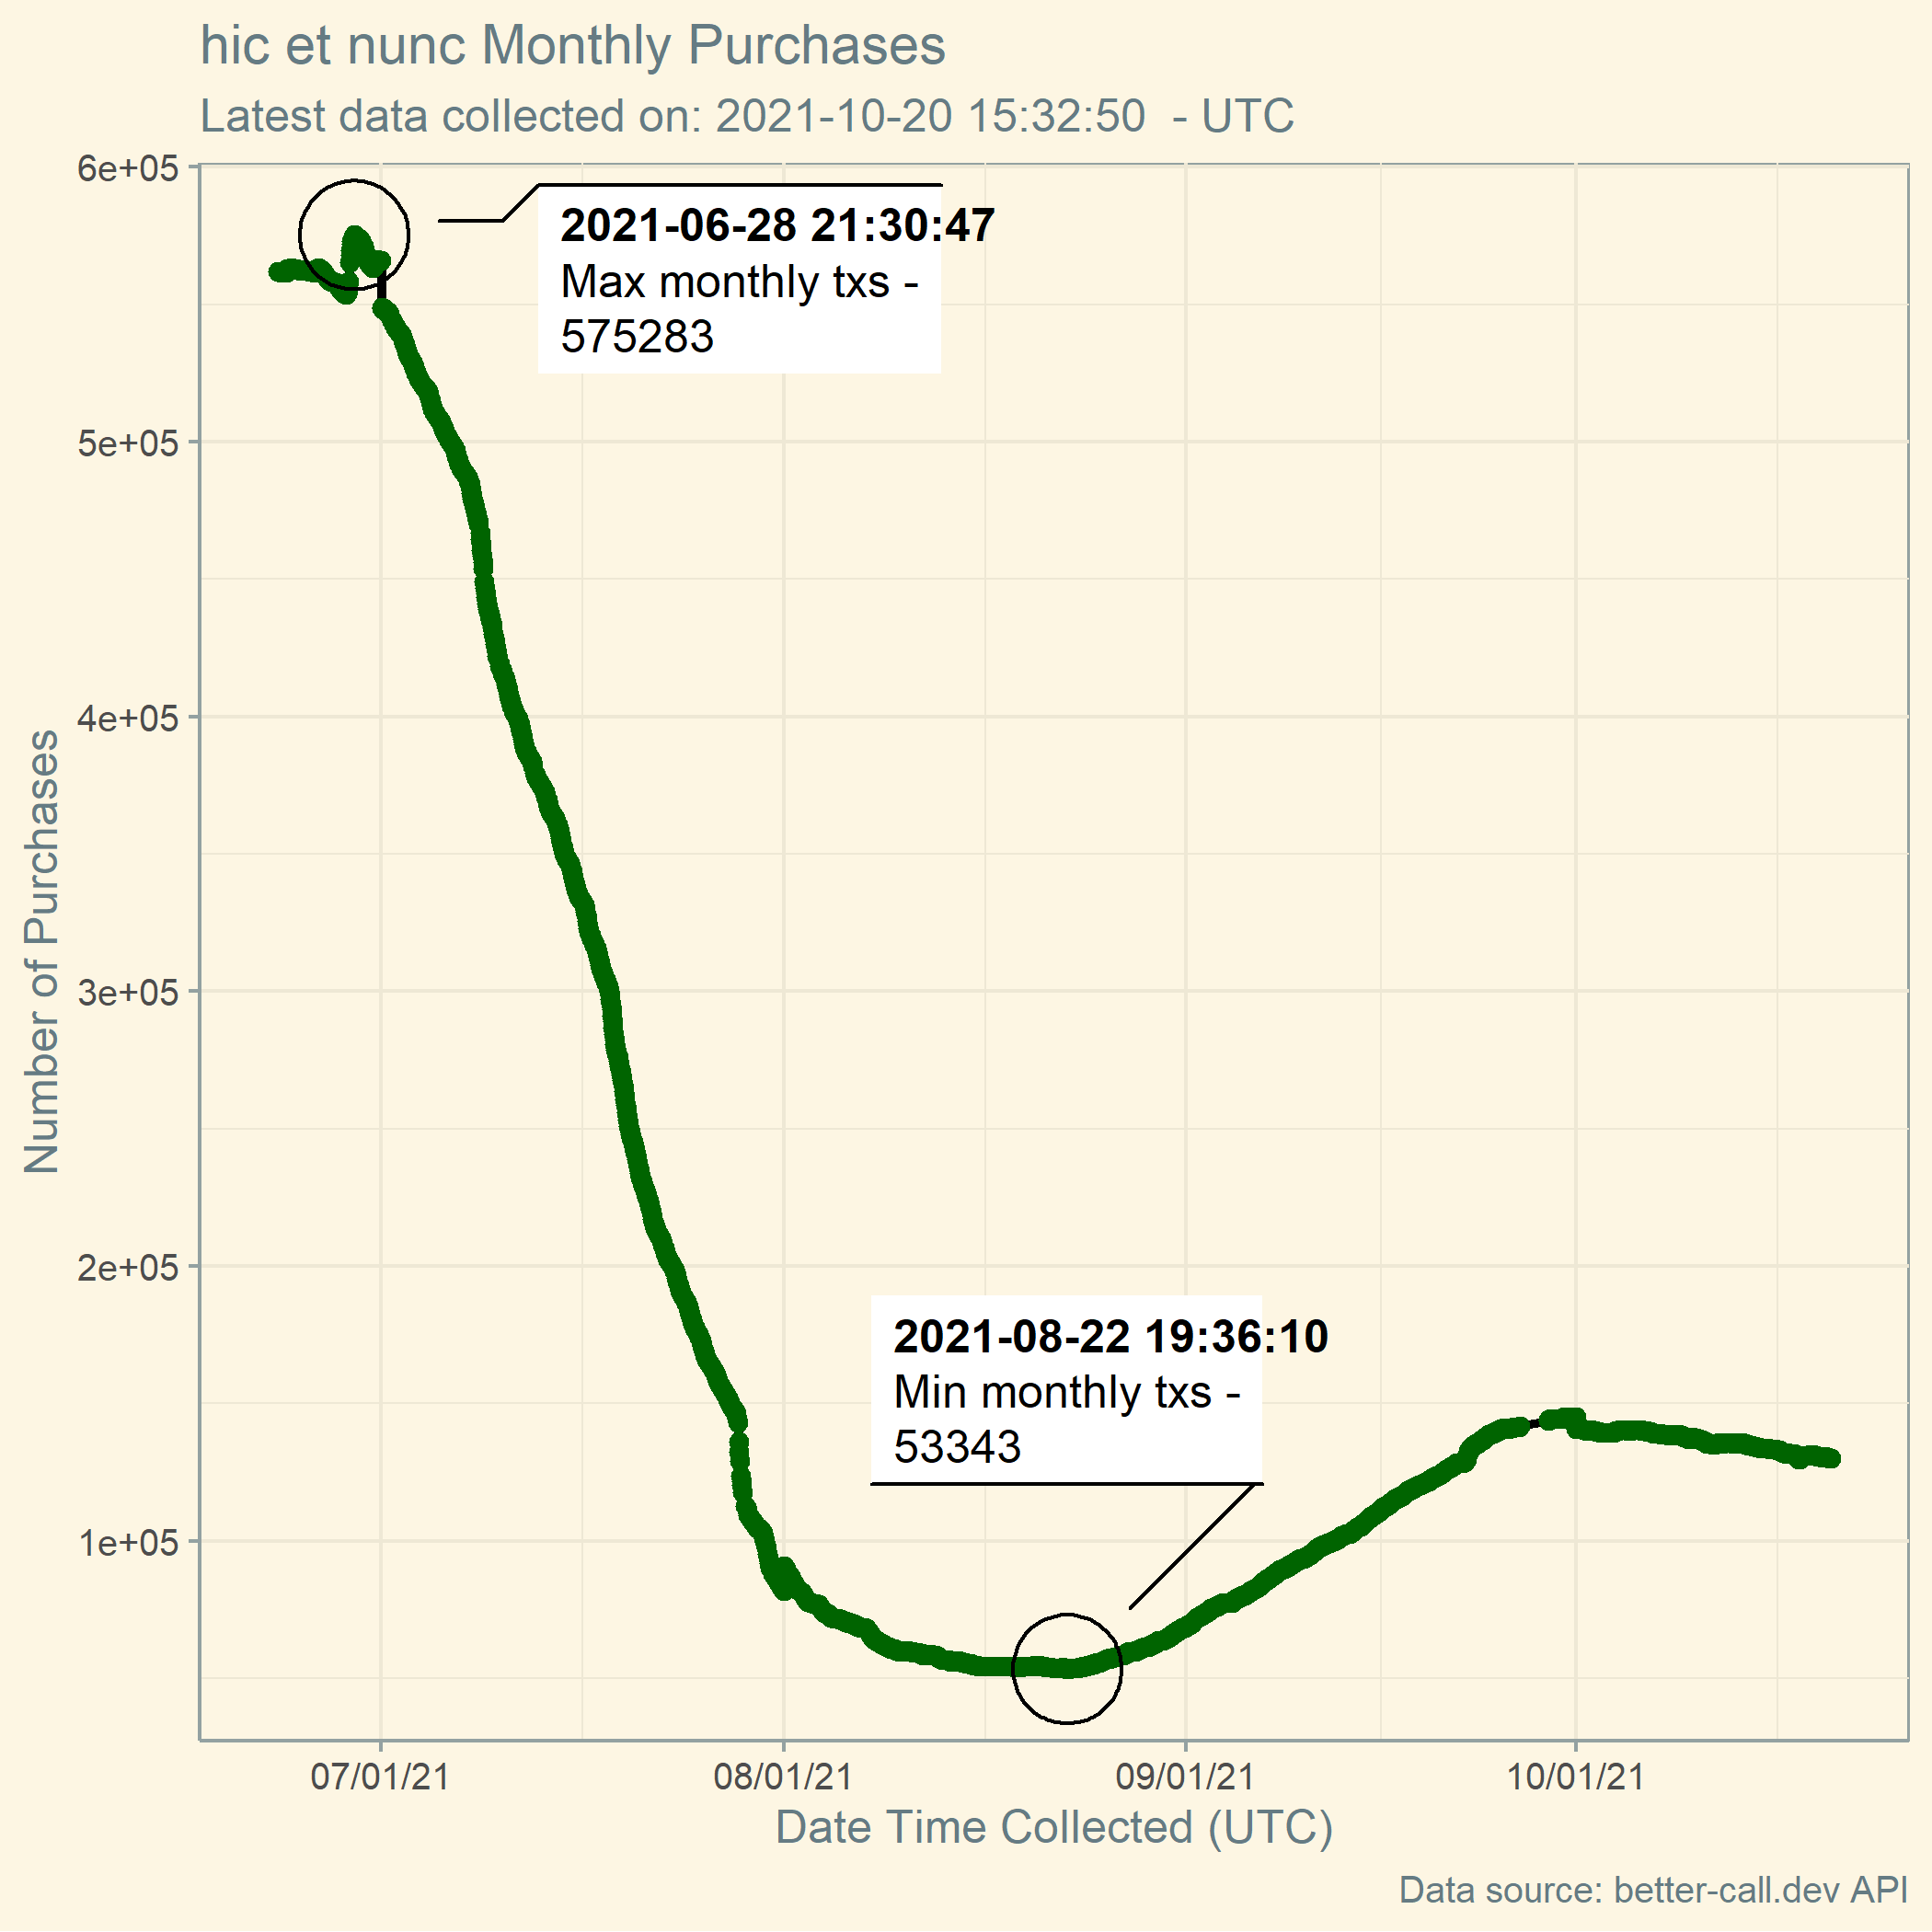 hic et nunc Monthly Purchases
Latest data collected on: 2021-10-20 15:32:50  - UTC
6e+05
5e+05
4e+05
3e+05
2e+05
1e+05
Number of Purchases
2021-06-28 21:30:47
Max monthly txs -
575283
2021-08-22 19:36:10
Min monthly txs -
53343
07/01/21
08/01/21
09/01/21
10/01/21
Date Time Collected (UTC)
Data source: better-call.dev API